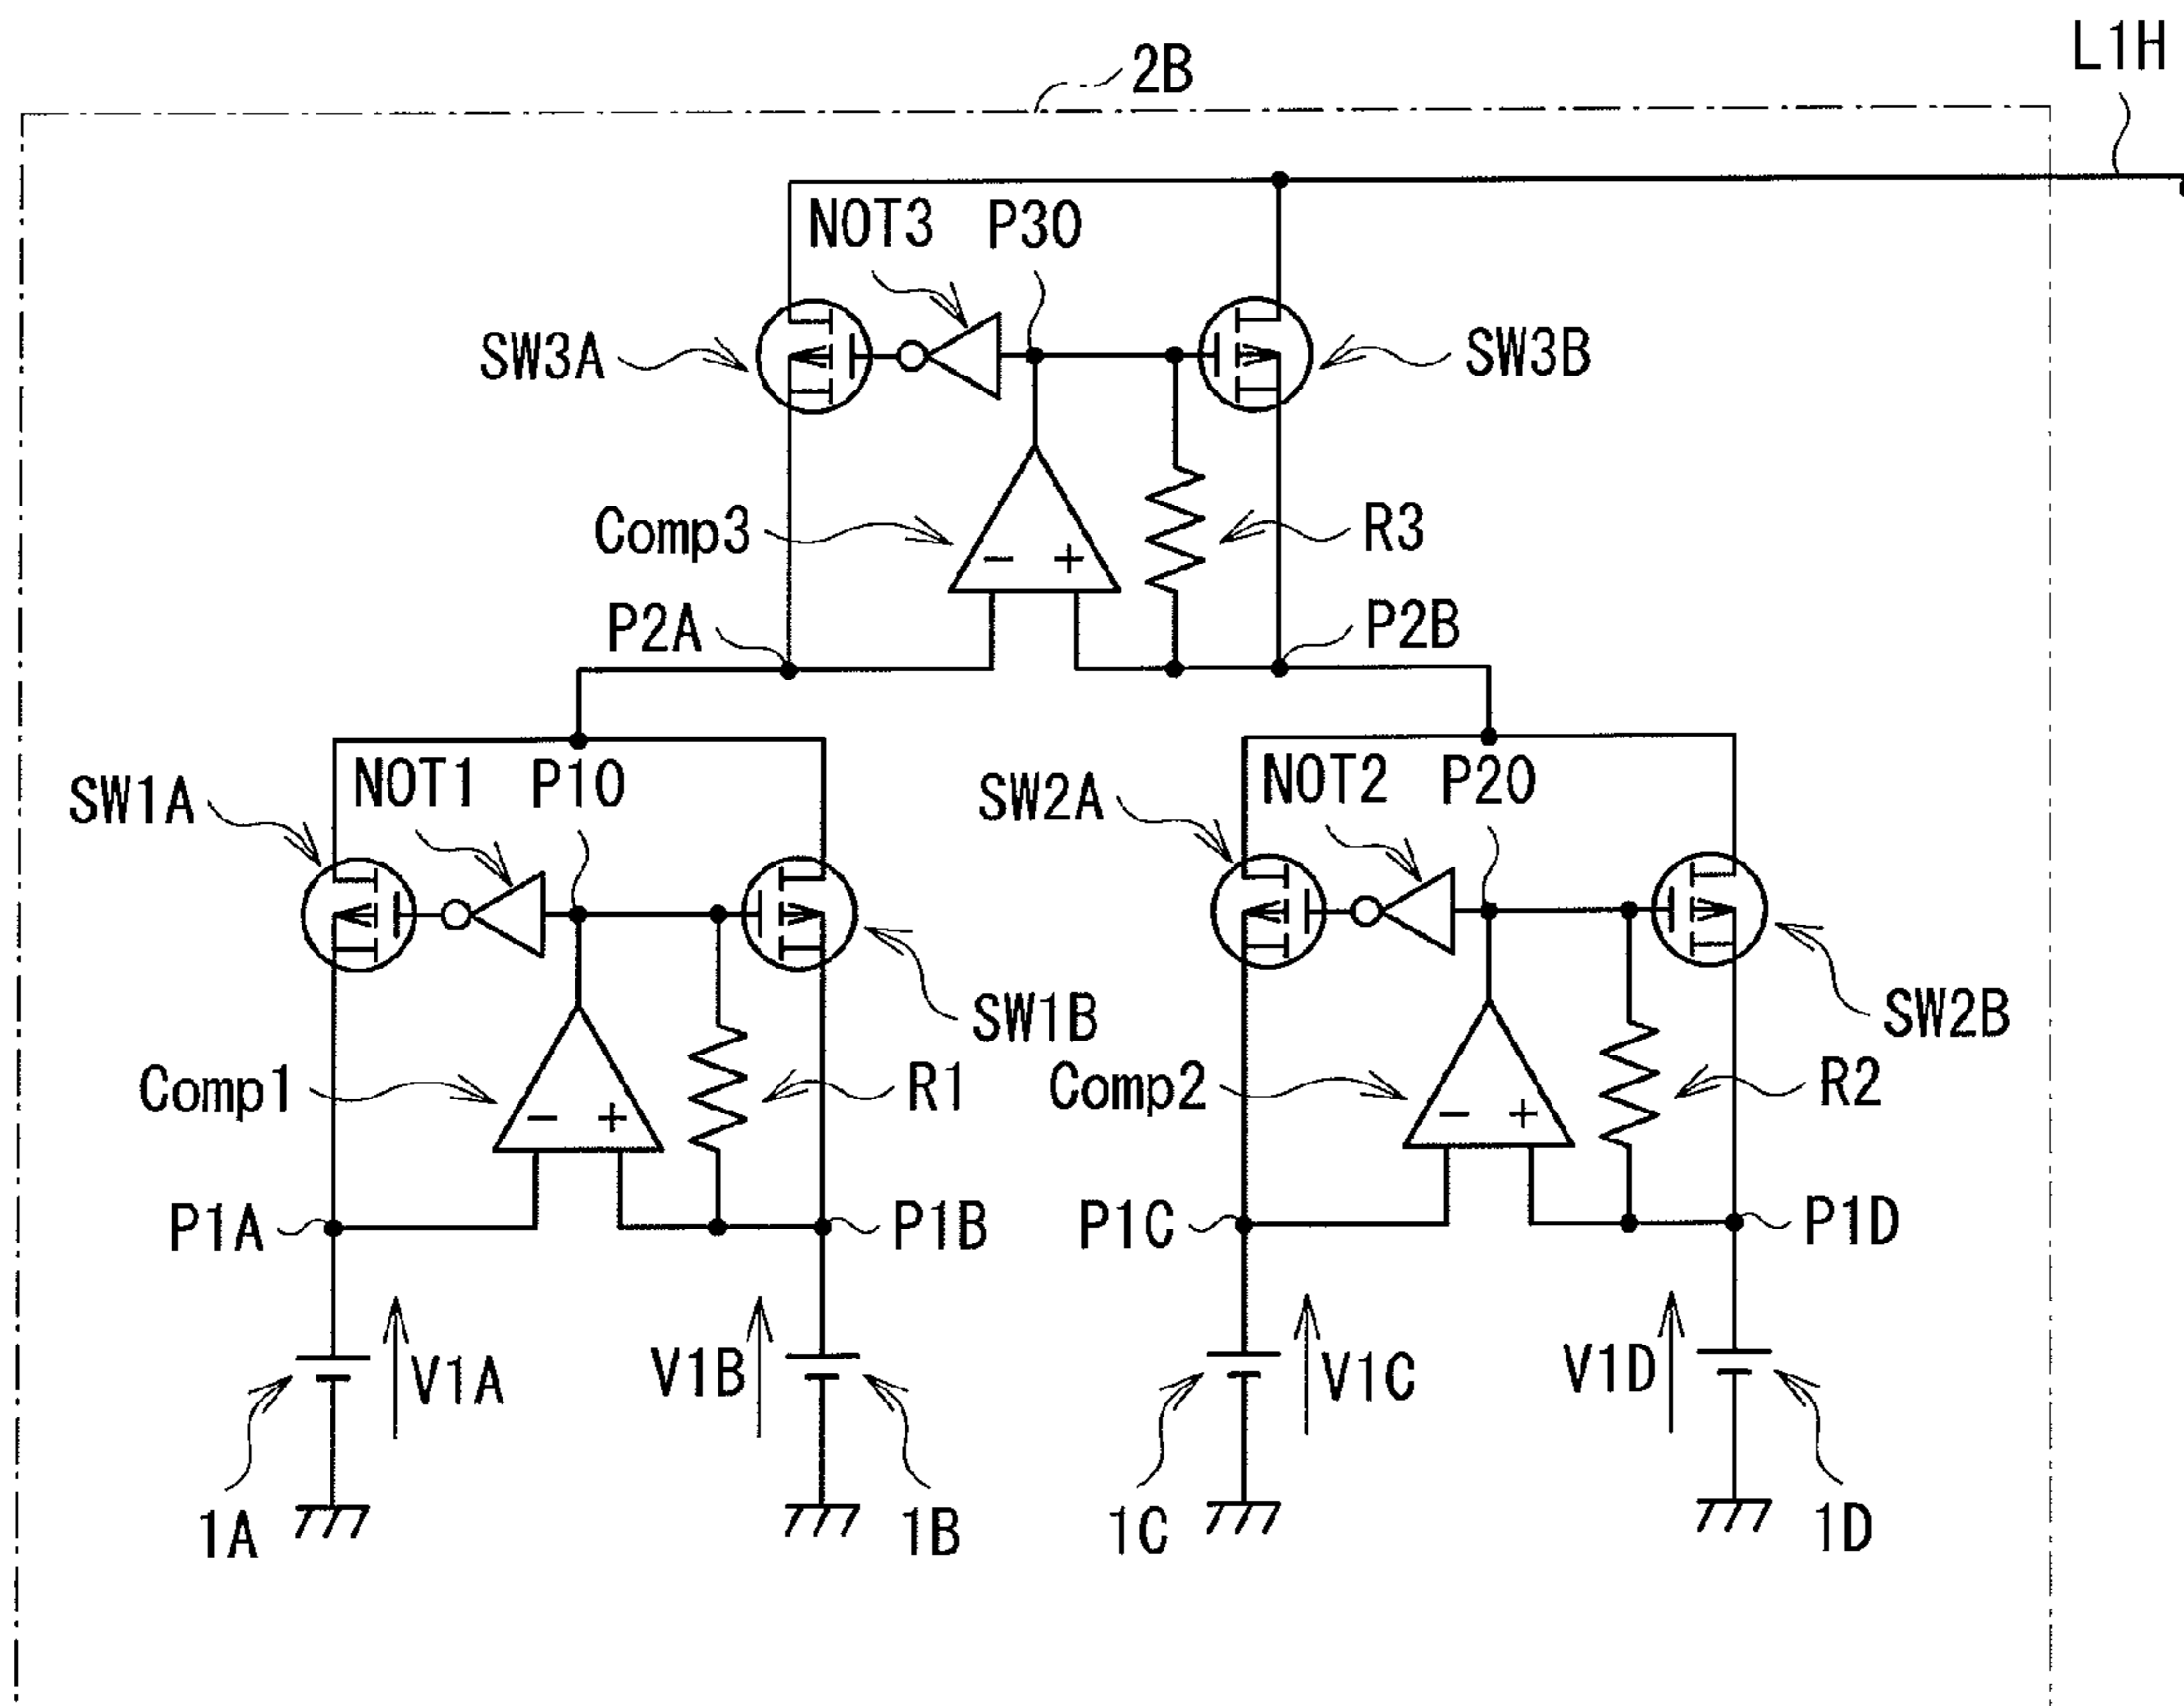 L1H
2B
NOT3
P30
SW3A
SW3B
Comp3
- +
R3
P2A
P2B
SW1A
NOT1
P10
SW2A
NOT2
P20
SW1B
SW2B
Comp1
- +
R1
Comp2
- +
R2
P1A
P1B
P1C
P1D
V1A
V1B
V1C
V1D
1A
1B
1C
1D